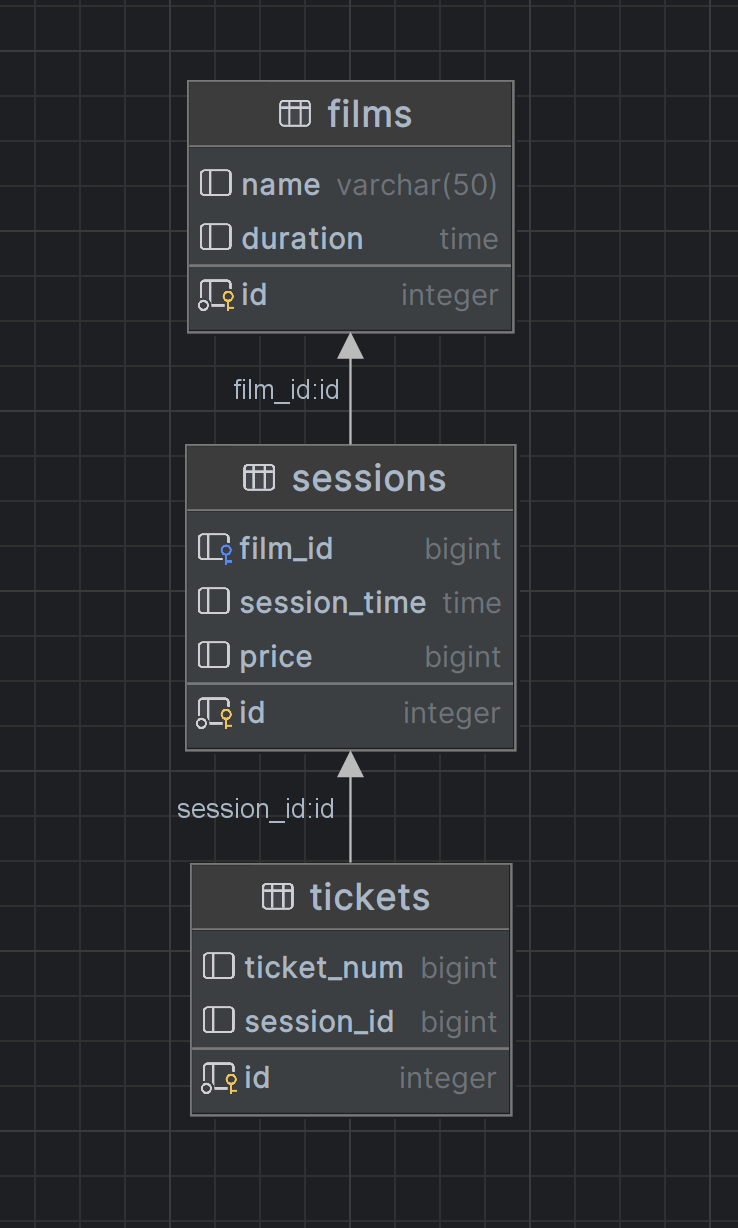 films
name varchar(50)
duration time
id integer
film_id:id
sessions
film_id bigint
session_time time
price bigint
id integer
session_id:id
tickets
ticket_num bigint
session_id bigint
id integer